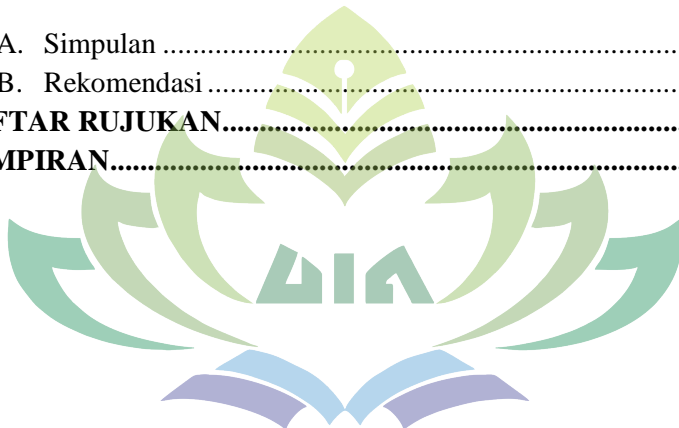 A. Simpulan ........................................................................
B. Rekomendasi ................................................................
FTAR RUJUKAN..............................................................
MPIRAN.............................................................................